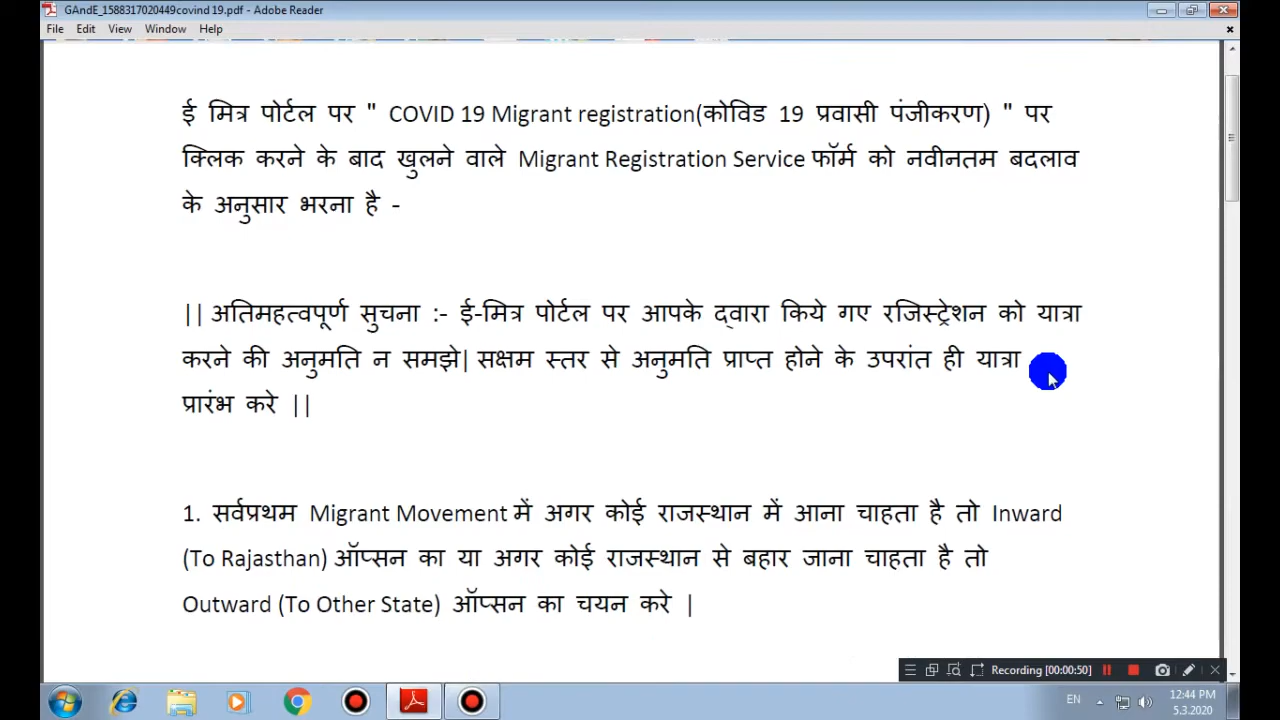 GAndE_1588317020449covind 19.pdf - Adobe Reader
File Edit View Window Help
ई मित्र पोर्टल पर " COVID 19 Migrant registration(कोविड 19 प्रवासी पंजीकरण) " पर
क्लिक करने के बाद खुलने वाले Migrant Registration Service फॉर्म को नवीनतम बदलाव
के अनुसार भरना है -
|| अतिमहत्वपूर्ण सुचना :- ई-मित्र पोर्टल पर आपके द्वारा किये गए रजिस्ट्रेशन को यात्रा
करने की अनुमति न समझे| सक्षम स्तर से अनुमति प्राप्त होने के उपरांत ही यात्रा
प्रारंभ करे ||
1. सर्वप्रथम Migrant Movement में अगर कोई राजस्थान में आना चाहता है तो Inward
(To Rajasthan) ऑप्सन का या अगर कोई राजस्थान से बहार जाना चाहता है तो
Outward (To Other State) ऑप्सन का चयन करे |
Recording [00:00:50]
EN
12:44 PM
5.3.2020